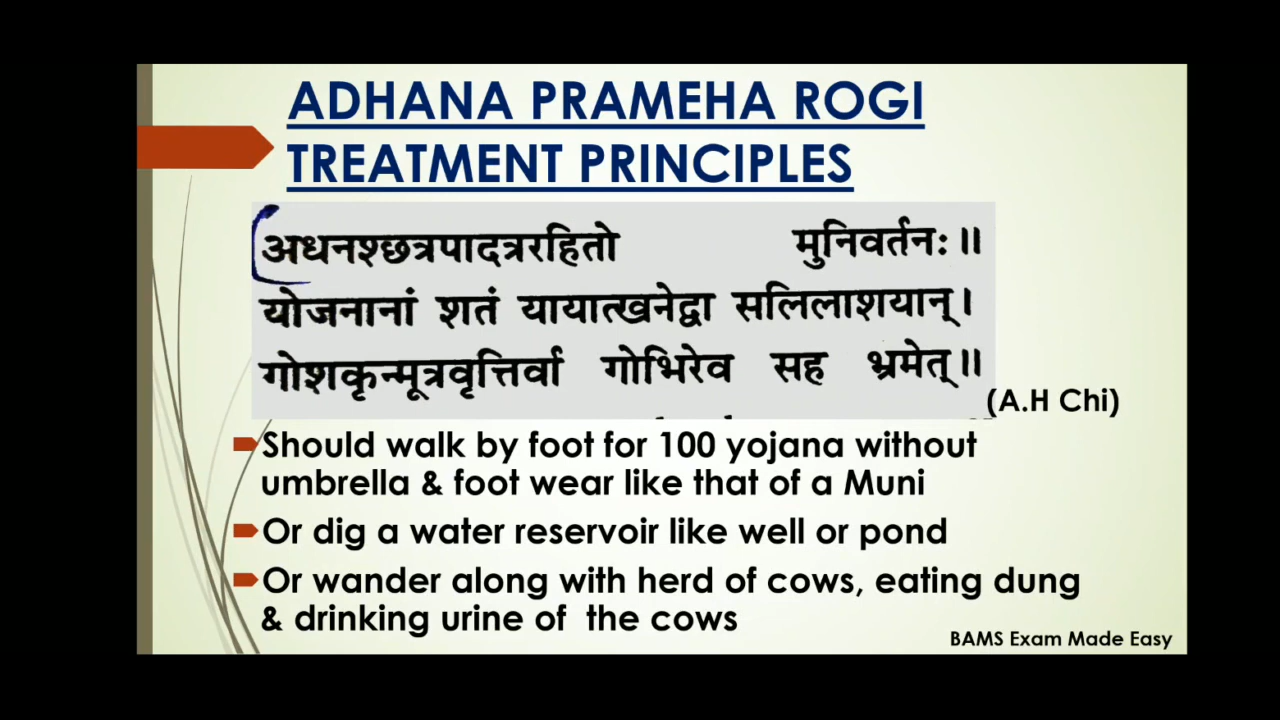 ADHANA PRAMEHA ROGI
TREATMENT PRINCIPLES
अधनश्छत्रपादत्ररहितो मुनिवर्तनः॥
योजनानां शतं यायात्खनेद्वा सलिलाशयान्।
गोशकृन्मूत्रवृत्तिर्वा गोभिरेव सह भ्रमेत्॥
(A.H Chi)
Should walk by foot for 100 yojana without
umbrella & foot wear like that of a Muni
Or dig a water reservoir like well or pond
Or wander along with herd of cows, eating dung
& drinking urine of the cows
BAMS Exam Made Easy